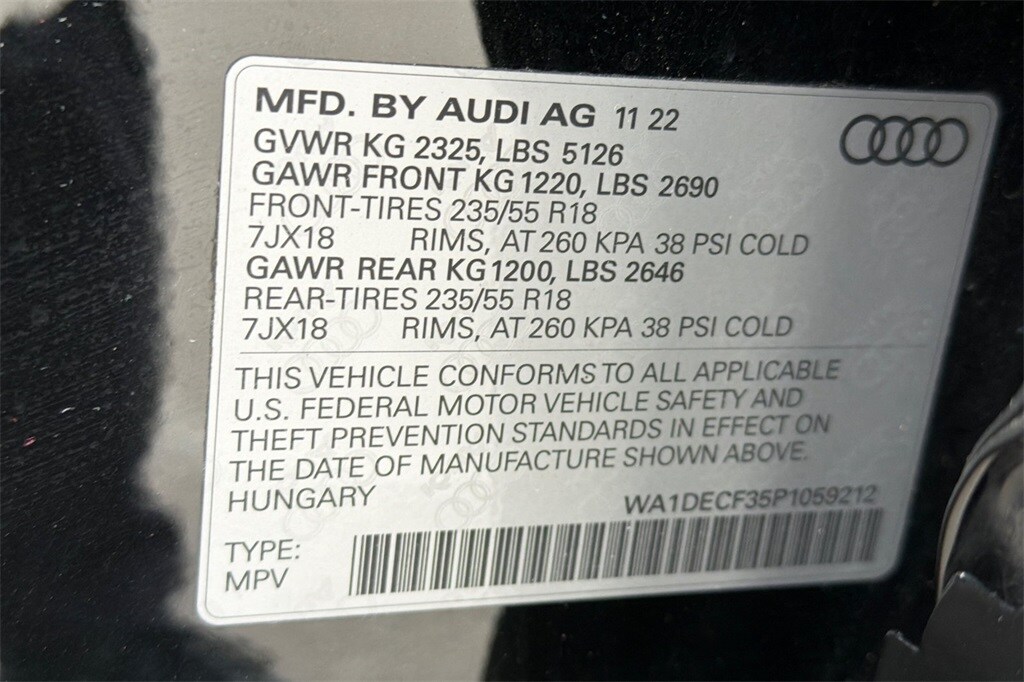 MFD. BY AUDI AG 11 22
GVWR KG 2325, LBS 5126
GAWR FRONT KG 1220, LBS 2690
FRONT-TIRES 235/55 R18
7JX18 RIMS, AT 260 KPA 38 PSI COLD
GAWR REAR KG 1200, LBS 2646
REAR-TIRES 235/55 R18
7JX18 RIMS, AT 260 KPA 38 PSI COLD
THIS VEHICLE CONFORMS TO ALL APPLICABLE
U.S. FEDERAL MOTOR VEHICLE SAFETY AND
THEFT PREVENTION STANDARDS IN EFFECT ON
THE DATE OF MANUFACTURE SHOWN ABOVE.
HUNGARY WA1DECF35P1059212
TYPE:
MPV